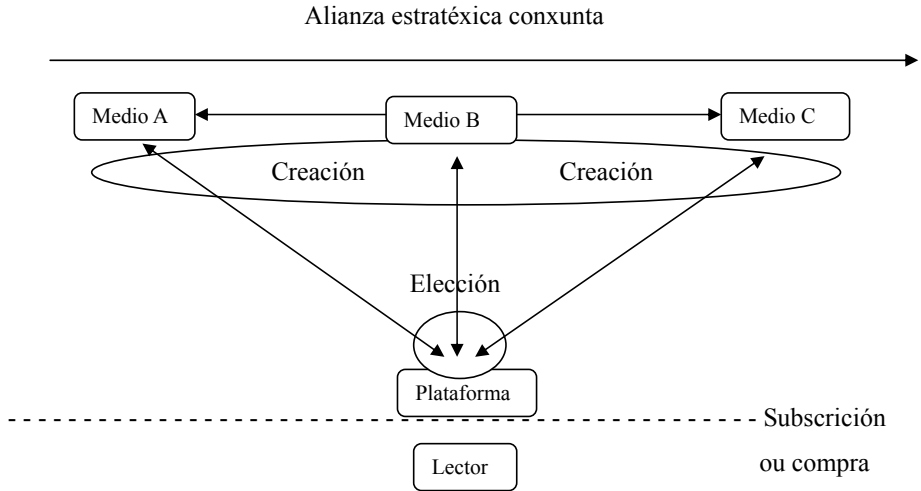 Alianza estratéxica conxunta
Medio A
Medio B
Medio C
Creación
Creación
Elección
Plataforma
Subscrición
ou compra
Lector